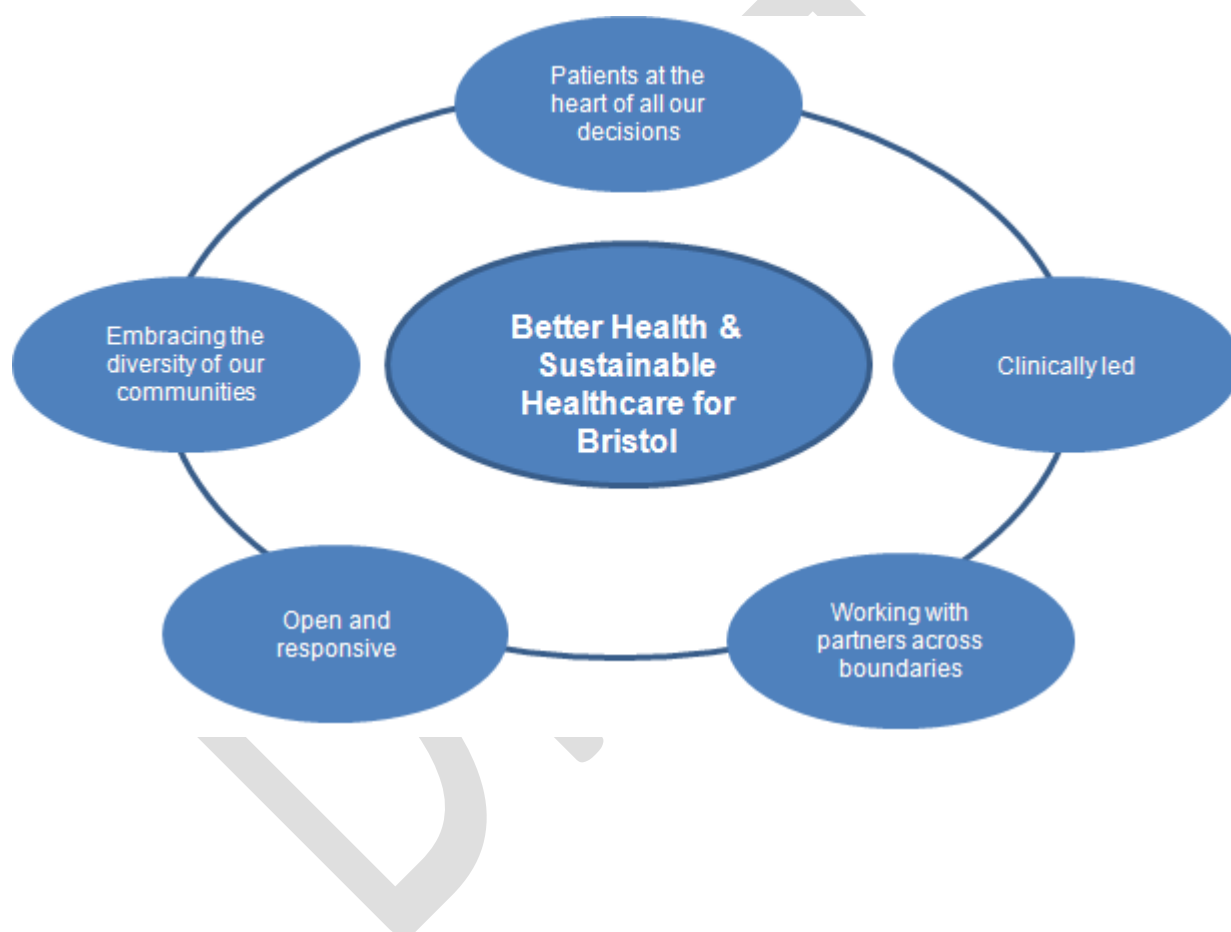 Patients at the
heart of all our
decisions
Embracing the
diversity of our
communities
Better Health &
Sustainable
Healthcare for
Bristol
Clinically led
Open and
responsive
Working with
partners across
boundaries